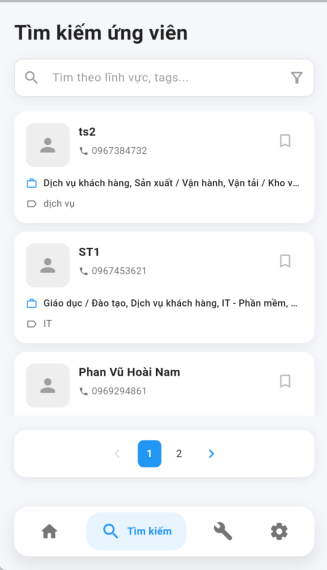 Tìm kiếm ứng viên
Tìm theo lĩnh vực, tags...
ts2
0967384732
Dịch vụ khách hàng, Sản xuất / Vận hành, Vận tải / Kho v...
dịch vụ
ST1
0967453621
Giáo dục / Đào tạo, Dịch vụ khách hàng, IT - Phần mềm, ...
IT
Phan Vũ Hoài Nam
0969294861
1 2
Tìm kiếm